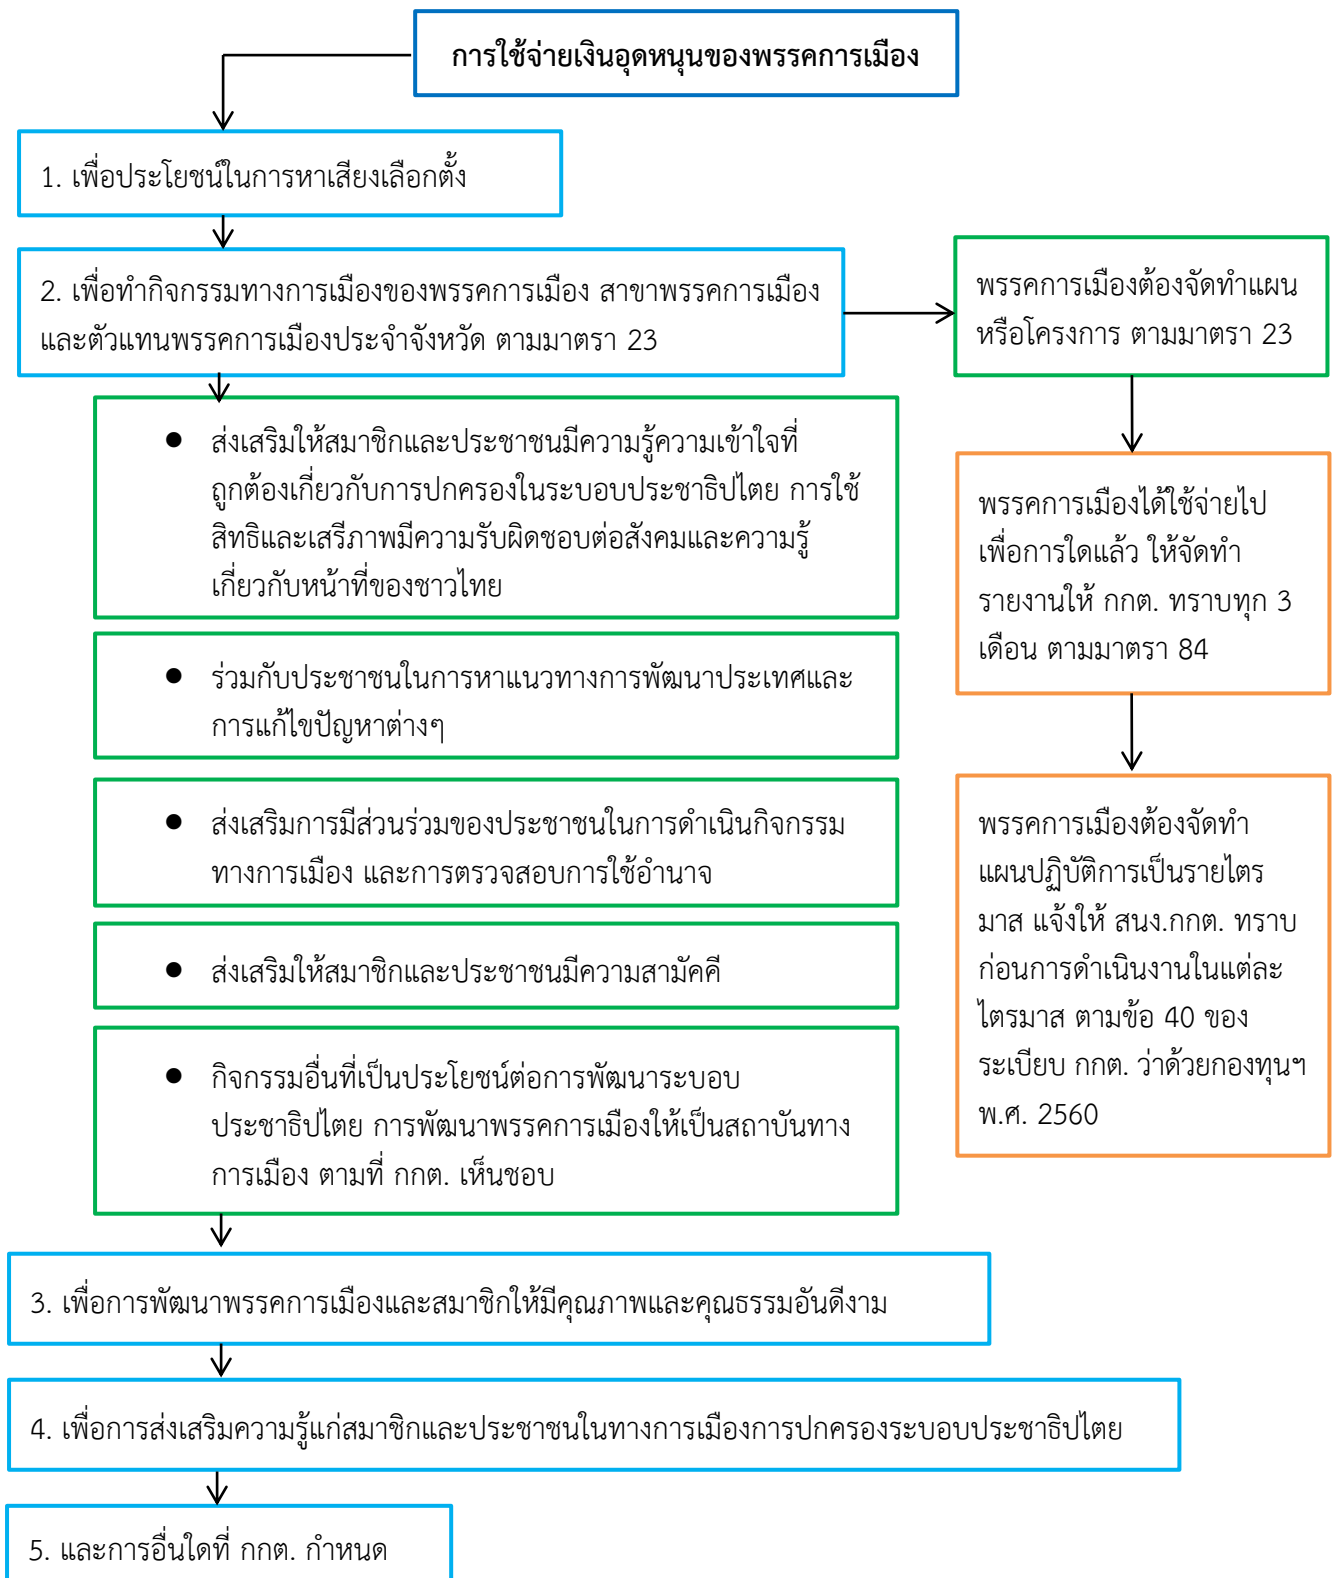 การใช้จ่ายเงินอุดหนุนของพรรคการเมือง
1. เพื่อประโยชน์ในการหาเสียงเลือกตั้ง
2. เพื่อทำกิจกรรมทางการเมืองของพรรคการเมือง สาขาพรรคการเมือง
และตัวแทนพรรคการเมืองประจำจังหวัด ตามมาตรา 23
พรรคการเมืองต้องจัดทำแผน
หรือโครงการ ตามมาตรา 23
● ส่งเสริมให้สมาชิกและประชาชนมีความรู้ความเข้าใจที่
ถูกต้องเกี่ยวกับการปกครองในระบอบประชาธิปไตย การใช้
สิทธิและเสรีภาพมีความรับผิดชอบต่อสังคมและความรู้
เกี่ยวกับหน้าที่ของชาวไทย
● ร่วมกับประชาชนในการหาแนวทางการพัฒนาประเทศและ
การแก้ไขปัญหาต่างๆ
● ส่งเสริมการมีส่วนร่วมของประชาชนในการดำเนินกิจกรรม
ทางการเมือง และการตรวจสอบการใช้อำนาจ
● ส่งเสริมให้สมาชิกและประชาชนมีความสามัคคี
● กิจกรรมอื่นที่เป็นประโยชน์ต่อการพัฒนาระบอบ
ประชาธิปไตย การพัฒนาพรรคการเมืองให้เป็นสถาบันทาง
การเมือง ตามที่ กกต. เห็นชอบ
พรรคการเมืองได้ใช้จ่ายไป
เพื่อการใดแล้ว ให้จัดทำ
รายงานให้ กกต. ทราบทุก 3
เดือน ตามมาตรา 84
พรรคการเมืองต้องจัดทำ
แผนปฏิบัติการเป็นรายไตร
มาส แจ้งให้ สนง.กกต. ทราบ
ก่อนการดำเนินงานในแต่ละ
ไตรมาส ตามข้อ 40 ของ
ระเบียบ กกต. ว่าด้วยกองทุนฯ
พ.ศ. 2560
3. เพื่อการพัฒนาพรรคการเมืองและสมาชิกให้มีคุณภาพและคุณธรรมอันดีงาม
4. เพื่อการส่งเสริมความรู้แก่สมาชิกและประชาชนในทางการเมืองการปกครองระบอบประชาธิปไตย
5. และการอื่นใดที่ กกต. กำหนด